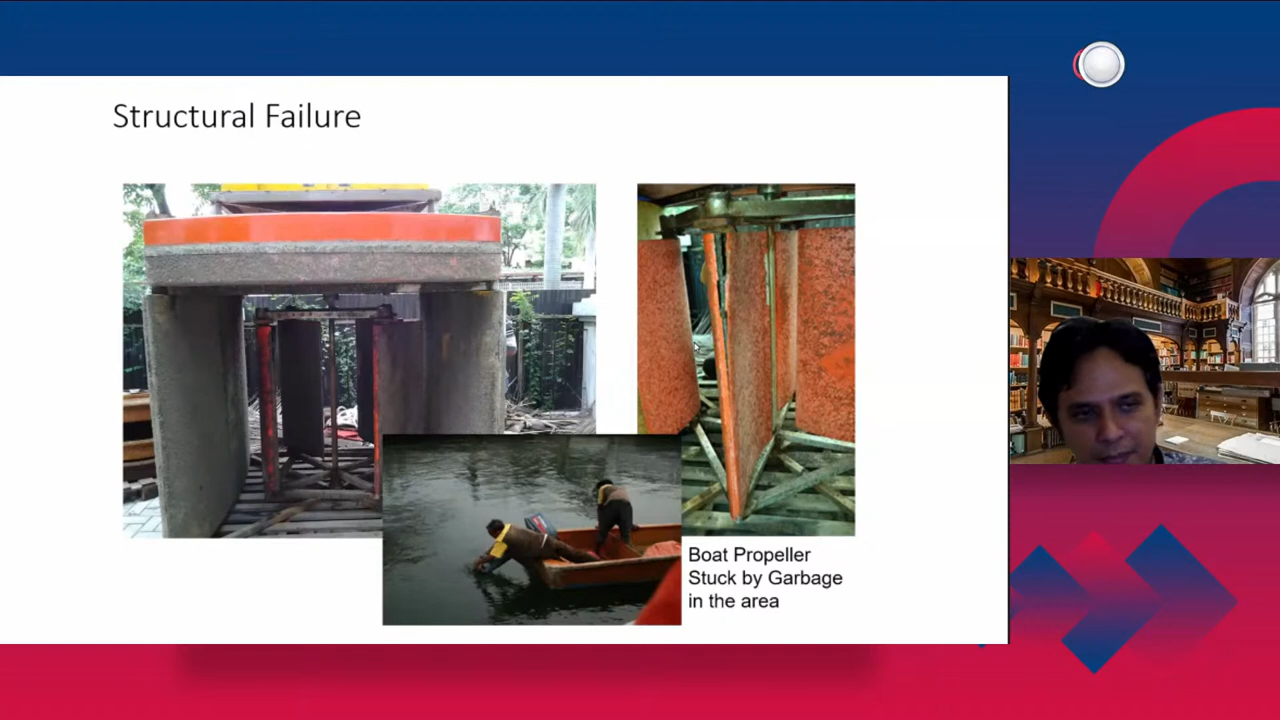 Structural Failure
Boat Propeller
Stuck by Garbage
in the area